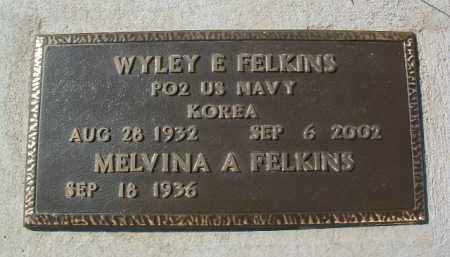 WYLEY E FELKINS
PO2 US NAVY
KOREA
AUG 28 1932 SEP 6 2002
MELVINA A FELKINS
SEP 18 1936